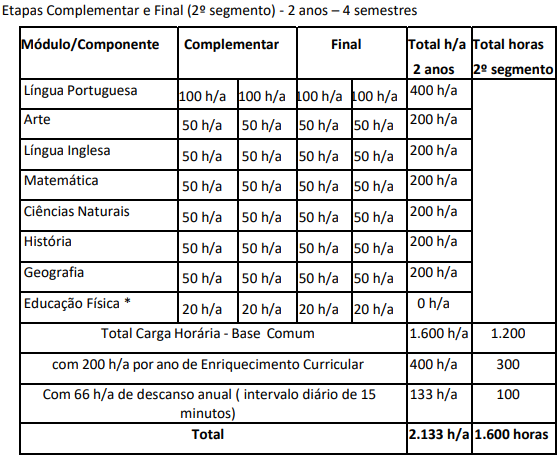 Etapas Complementar e Final (2º segmento) - 2 anos – 4 semestres
Módulo/Componente Complementar Final Total h/a Total horas
2 anos 2º segmento
Língua Portuguesa 100 h/a 100 h/a 100 h/a 100 h/a 400 h/a
Arte 50 h/a 50 h/a 50 h/a 50 h/a 200 h/a
Língua Inglesa 50 h/a 50 h/a 50 h/a 50 h/a 200 h/a
Matemática 50 h/a 50 h/a 50 h/a 50 h/a 200 h/a
Ciências Naturais 50 h/a 50 h/a 50 h/a 50 h/a 200 h/a
História 50 h/a 50 h/a 50 h/a 50 h/a 200 h/a
Geografia 50 h/a 50 h/a 50 h/a 50 h/a 200 h/a
Educação Física * 20 h/a 20 h/a 20 h/a 20 h/a 0 h/a
Total Carga Horária - Base Comum 1.600 h/a 1.200
com 200 h/a por ano de Enriquecimento Curricular 400 h/a 300
Com 66 h/a de descanso anual ( intervalo diário de 15 133 h/a 100
minutos)
Total 2.133 h/a 1.600 horas